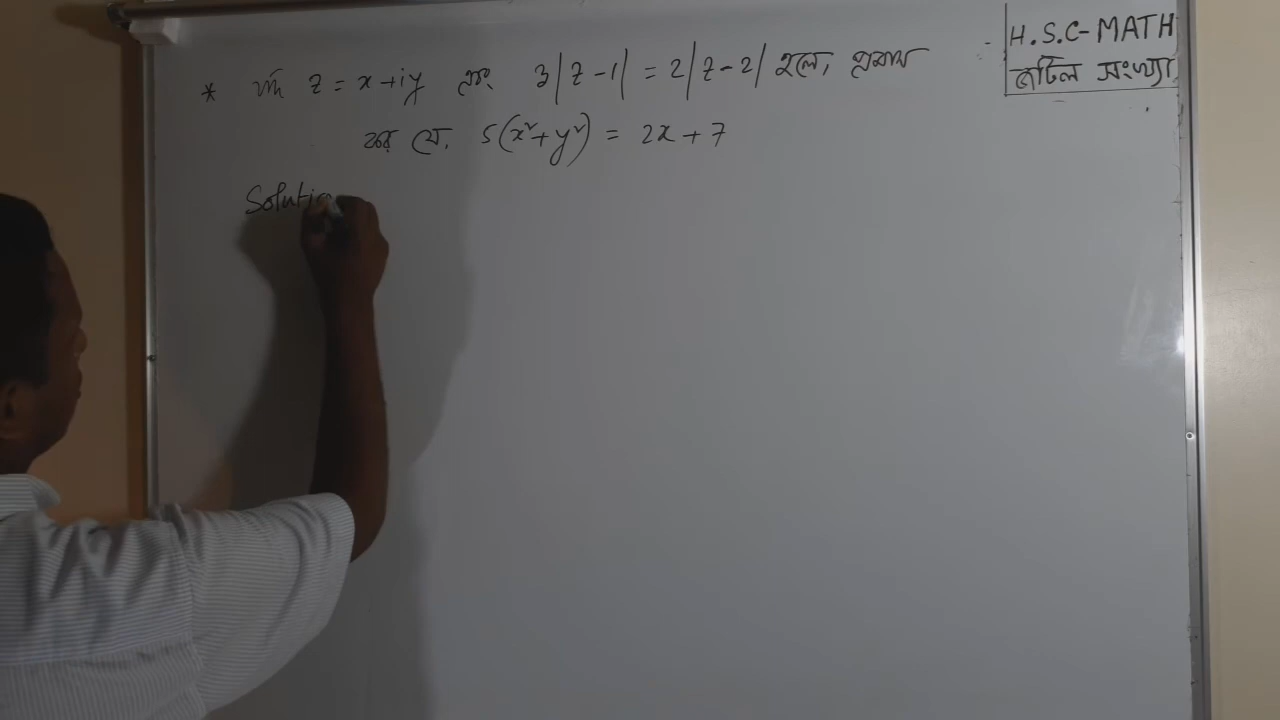 * যদি z = x + iy এবং 3|z-1| = 2|z-2| হলে, প্রমাণ
কর যে, 5(x²+y²) = 2x + 7
Solution
H.S.C- MATH
জটিল সংখ্যা